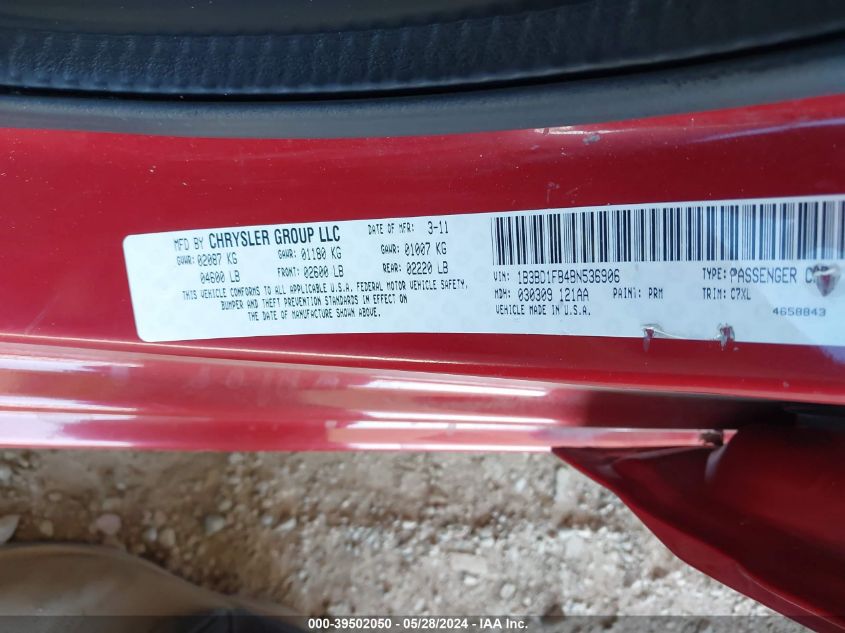 MFD BY CHRYSLER GROUP LLC DATE OF MFR: 3-11
GVWR: 02087 KG GAWR: 01180 KG GAWR: 01007 KG
04600 LB FRONT: 02600 LB REAR: 02220 LB
THIS VEHICLE CONFORMS TO ALL APPLICABLE U.S.A. FEDERAL MOTOR VEHICLE SAFETY,
BUMPER AND THEFT PREVENTION STANDARDS IN EFFECT ON
THE DATE OF MANUFACTURE SHOWN ABOVE.
VIN: 1B3BD1FB4BN536906 TYPE: PASSENGER CAR
MDH: 030309 121AA PAINT: PRM TRIM: C7XL
VEHICLE MADE IN U.S.A. 4658843
000-39502050 / 05/28/2024 - IAA Inc.